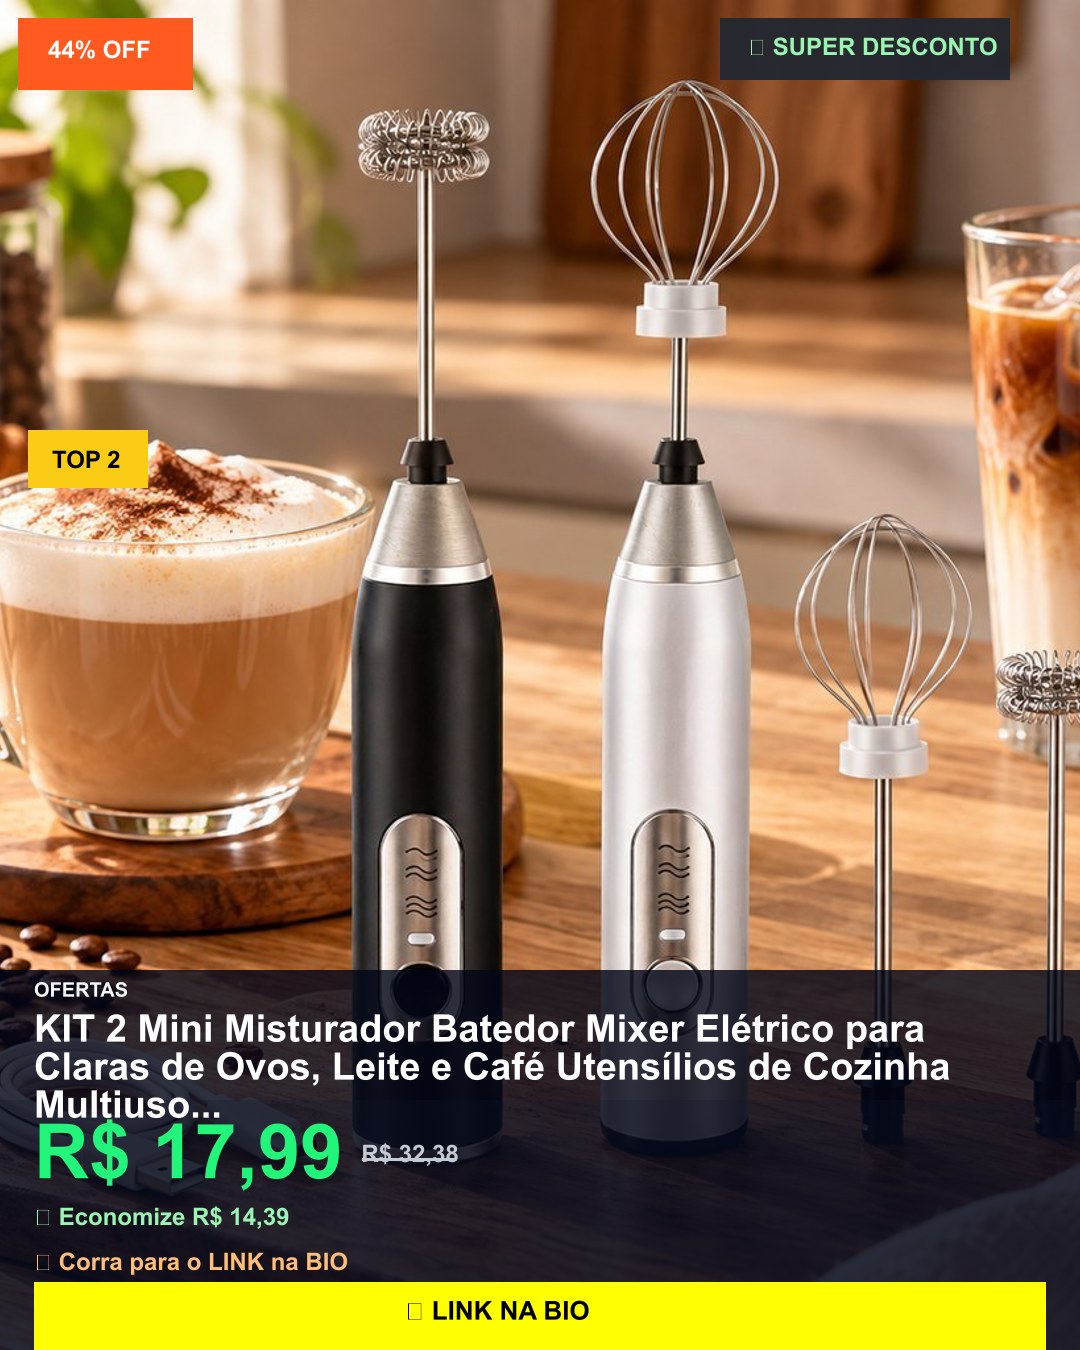 44% OFF
SUPER DESCONTO
TOP 2
OFERTAS
KIT 2 Mini Misturador Batedor Mixer Elétrico para
Claras de Ovos, Leite e Café Utensílios de Cozinha
Multiuso...
R$ 17,99 R$ 32,38
Economize R$ 14,39
Corra para o LINK na BIO
LINK NA BIO